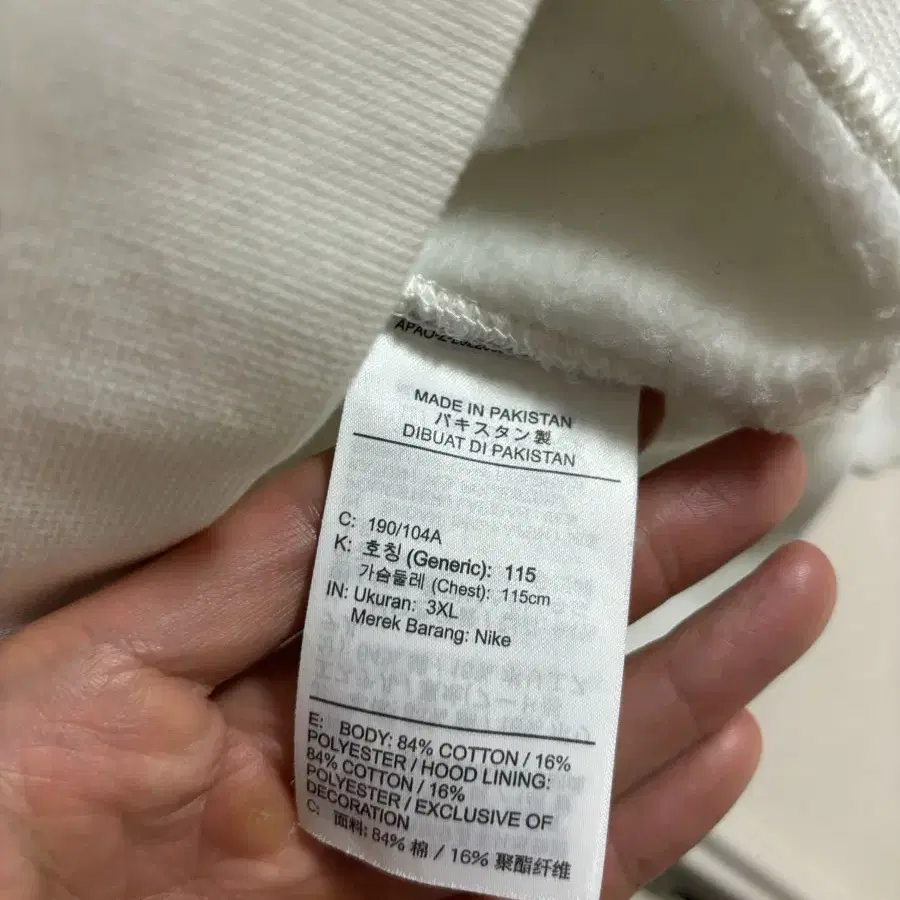 MADE IN PAKISTAN
パキスタン製
DIBUAT DI PAKISTAN
C: 190/104A
K: 호칭 (Generic): 115
가슴둘레 (Chest): 115cm
IN: Ukuran: 3XL
Merek Barang: Nike
E: BODY: 84% COTTON / 16%
POLYESTER / HOOD LINING:
84% COTTON / 16%
POLYESTER / EXCLUSIVE OF
DECORATION
C: 面料: 84% 棉 / 16% 聚酯纤维